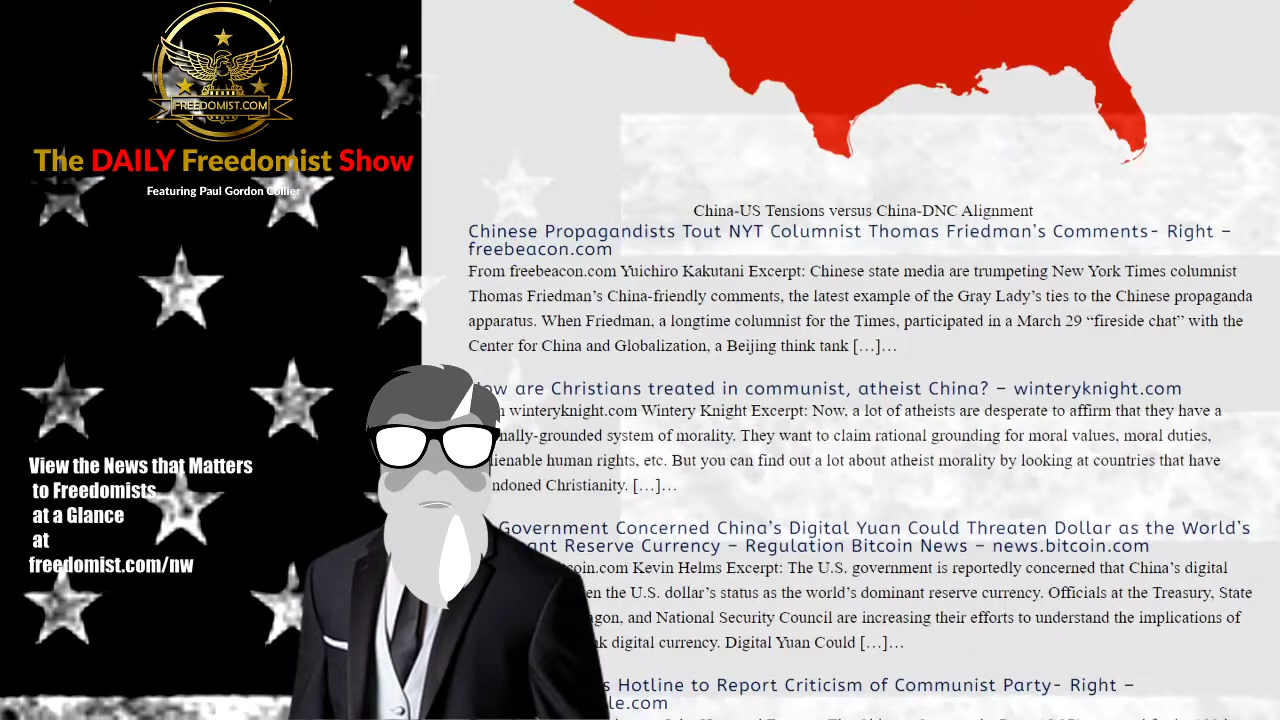 FREEDOMIST.COM
The DAILY Freedomist Show
Featuring Paul Gordon Collier
View the News that Matters
to Freedomists
at a Glance
at
freedomist.com/nw
China-US Tensions versus China-DNC Alignment
Chinese Propagandists Tout NYT Columnist Thomas Friedman’s Comments- Right –
freebeacon.com
From freebeacon.com Yuichiro Kakutani Excerpt: Chinese state media are trumpeting New York Times columnist
Thomas Friedman’s China-friendly comments, the latest example of the Gray Lady’s ties to the Chinese propaganda
apparatus. When Friedman, a longtime columnist for the Times, participated in a March 29 “fireside chat” with the
Center for China and Globalization, a Beijing think tank […]…
are Christians treated in communist, atheist China? – winteryknight.com
winteryknight.com Wintery Knight Excerpt: Now, a lot of atheists are desperate to affirm that they have a
nally-grounded system of morality. They want to claim rational grounding for moral values, moral duties,
ienable human rights, etc. But you can find out a lot about atheist morality by looking at countries that have
ndoned Christianity. […]…
Government Concerned China’s Digital Yuan Could Threaten Dollar as the World’s
ant Reserve Currency – Regulation Bitcoin News – news.bitcoin.com
coin.com Kevin Helms Excerpt: The U.S. government is reportedly concerned that China’s digital
en the U.S. dollar’s status as the world’s dominant reserve currency. Officials at the Treasury, State
gon, and National Security Council are increasing their efforts to understand the implications of
k digital currency. Digital Yuan Could […]…
s Hotline to Report Criticism of Communist Party- Right –
le.com